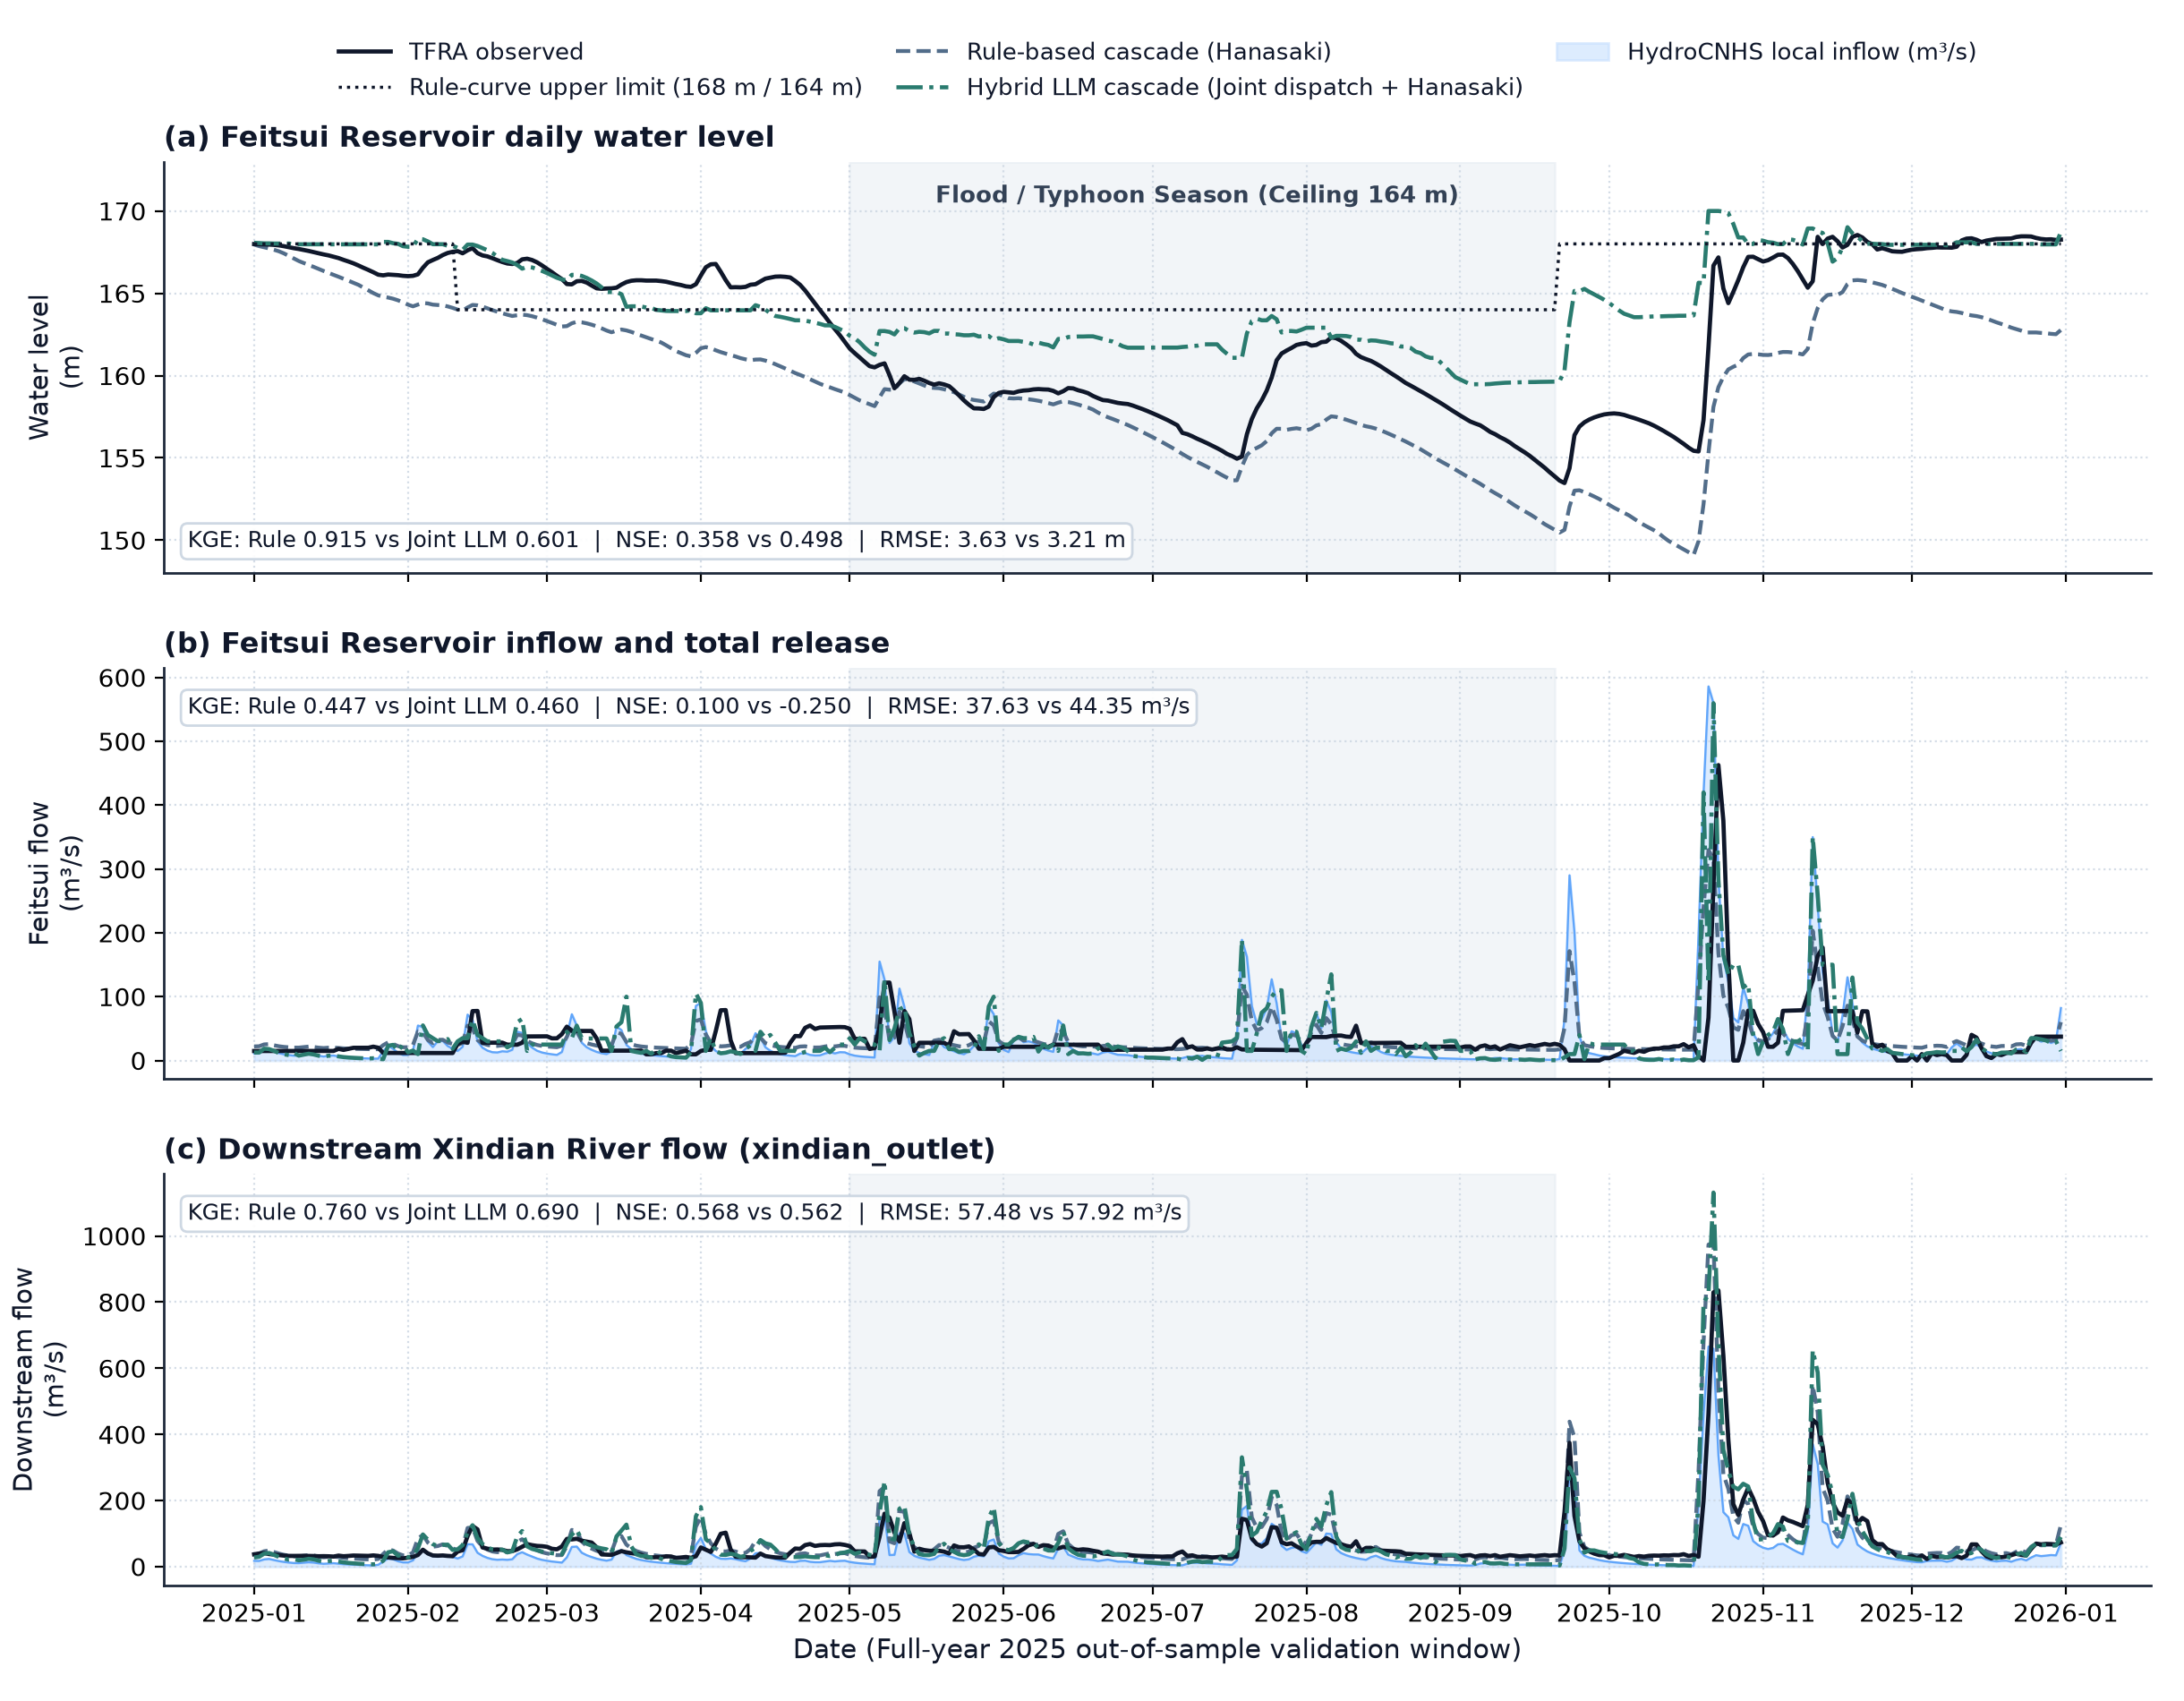 TFRA observed
Rule-curve upper limit (168 m / 164 m)
Rule-based cascade (Hanasaki)
Hybrid LLM cascade (Joint dispatch + Hanasaki)
HydroCNHS local inflow (m³/s)
(a) Feitsui Reservoir daily water level
Flood / Typhoon Season (Ceiling 164 m)
Water level
(m)
170
165
160
155
150
KGE: Rule 0.915 vs Joint LLM 0.601 | NSE: 0.358 vs 0.498 | RMSE: 3.63 vs 3.21 m
(b) Feitsui Reservoir inflow and total release
KGE: Rule 0.447 vs Joint LLM 0.460 | NSE: 0.100 vs -0.250 | RMSE: 37.63 vs 44.35 m³/s
Feitsui flow
(m³/s)
600
500
400
300
200
100
0
(c) Downstream Xindian River flow (xindian_outlet)
KGE: Rule 0.760 vs Joint LLM 0.690 | NSE: 0.568 vs 0.562 | RMSE: 57.48 vs 57.92 m³/s
Downstream flow
(m³/s)
1000
800
600
400
200
0
2025-01 2025-02 2025-03 2025-04 2025-05 2025-06 2025-07 2025-08 2025-09 2025-10 2025-11 2025-12 2026-01
Date (Full-year 2025 out-of-sample validation window)